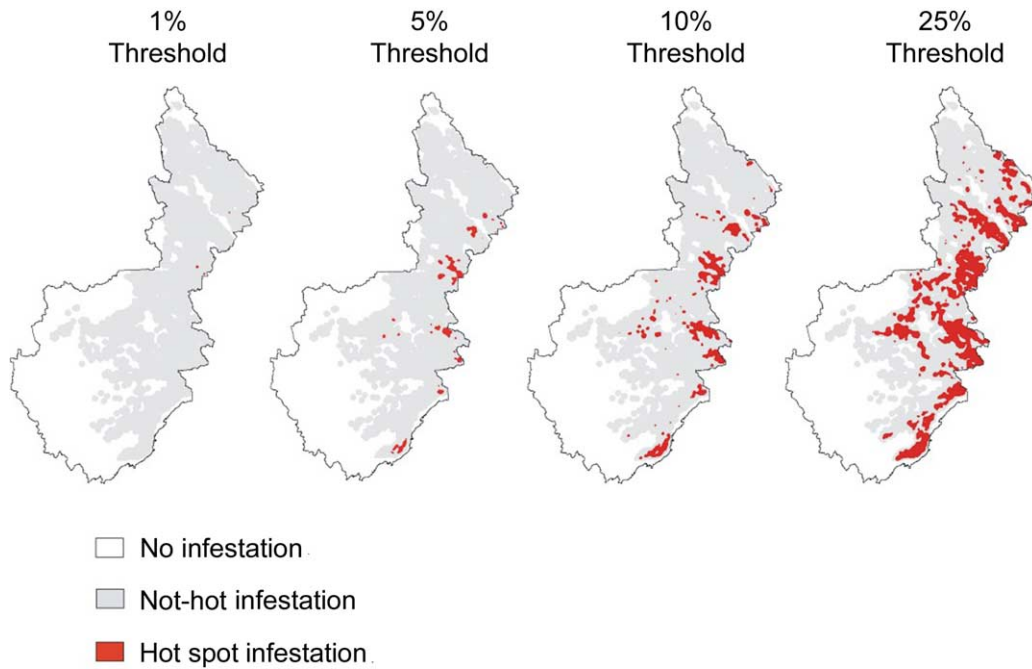 1%
Threshold
5%
Threshold
10%
Threshold
25%
Threshold
No infestation
Not-hot infestation
Hot spot infestation